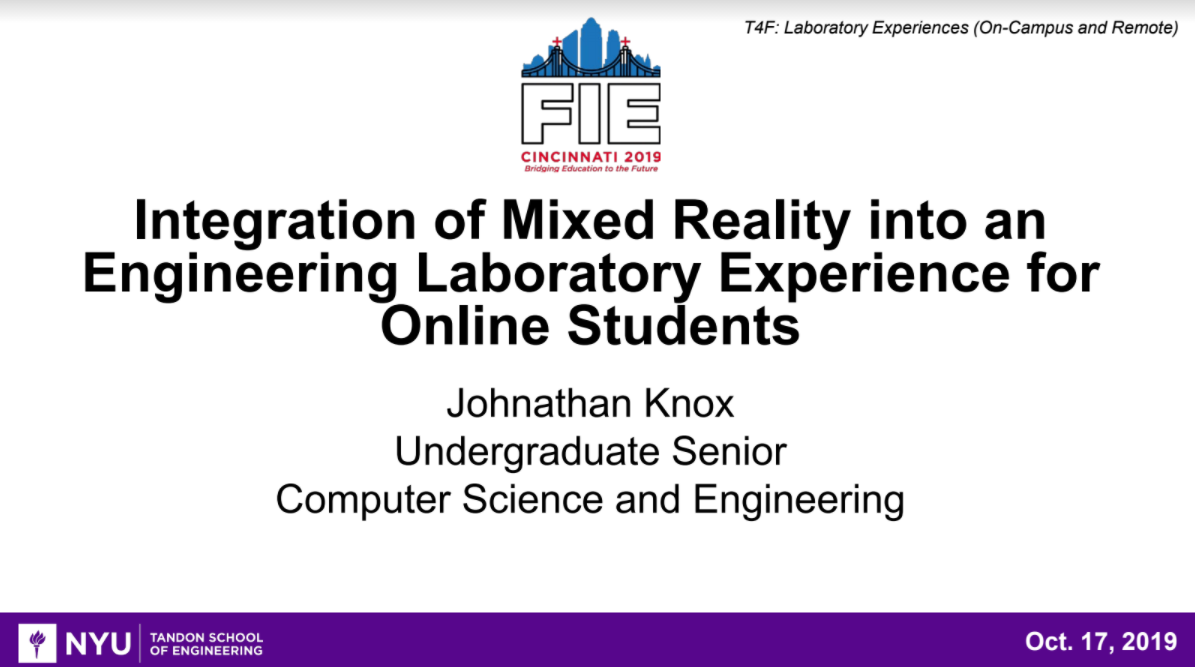 T4F: Laboratory Experiences (On-Campus and Remote)
FIE
CINCINNATI 2019
Bridging Education to the Future
Integration of Mixed Reality into an
Engineering Laboratory Experience for
Online Students
Johnathan Knox
Undergraduate Senior
Computer Science and Engineering
NYU
TANDON SCHOOL
OF ENGINEERING
Oct. 17, 2019